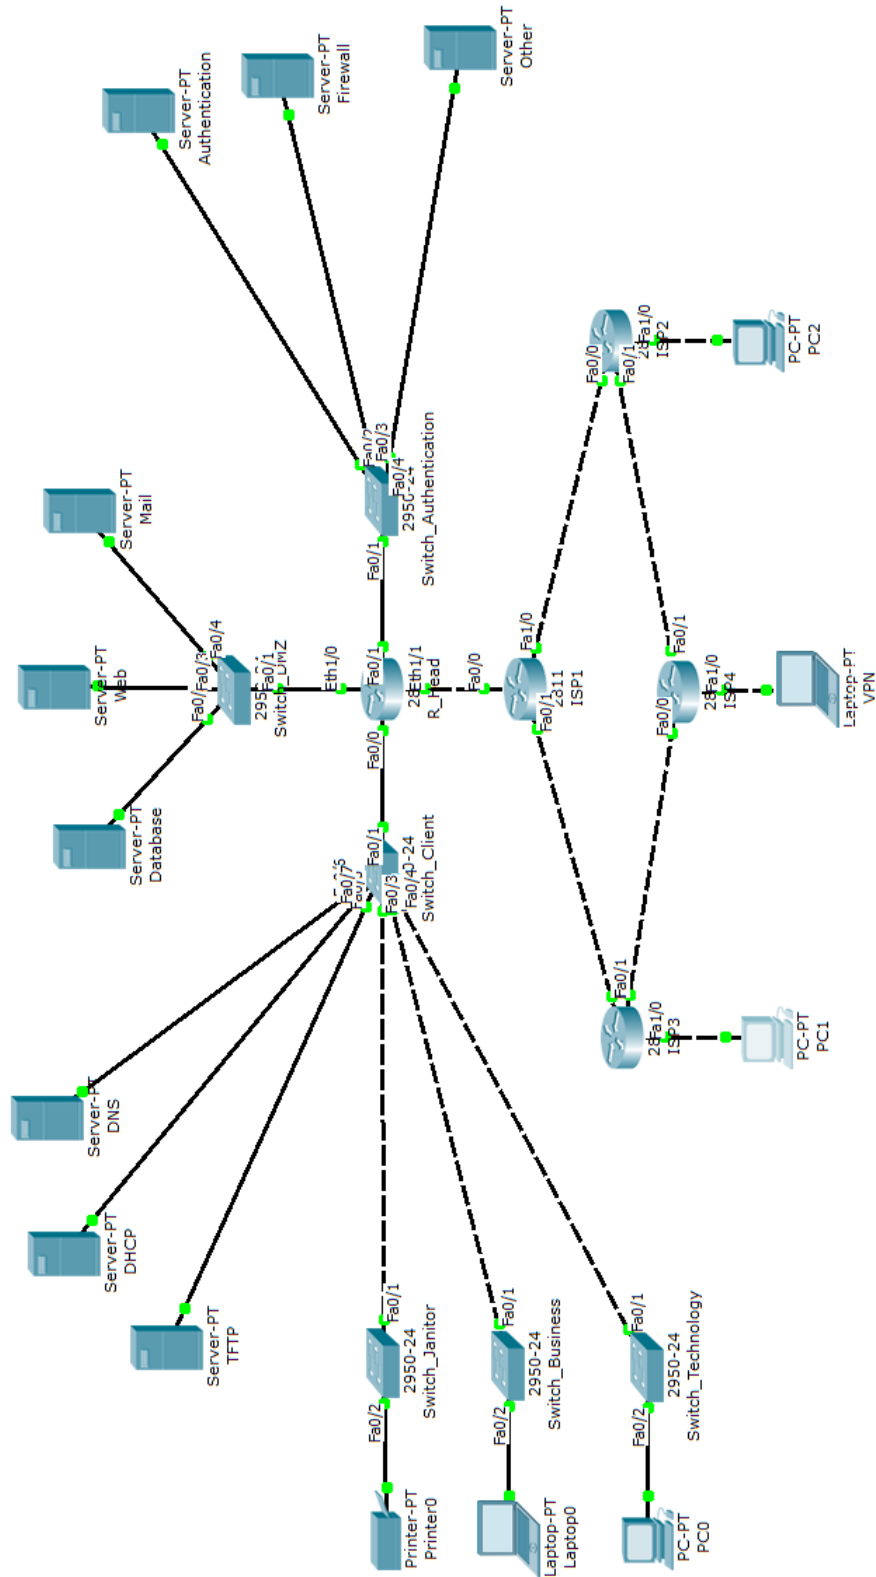 Server-PT
Authentication
Server-PT
Firewall
Server-PT
Other
Server-PT
Mail
Server-PT
Web
Server-PT
Database
Fa0/4
Fa0/3
Fa0/1
Eth1/0
Fa0/1
Fa0/3
Fa0/4
2950-24
Switch_Authentication
Fa0/1
Fa0/0
Eth1/1
R_Head
Fa0/0
Fa1/0
Fa0/1
2811
ISP1
Fa0/0
Fa0/1
Fa1/0
ISP2
PC-PT
PC2
Fa0/1
Fa0/0
Fa1/0
ISP4
Laptop-PT
VPN
Fa0/1
Fa1/0
ISP3
PC-PT
PC1
Fa0/1
Fa0/7
Fa0/3
Fa0/4
Switch_Client
Server-PT
DNS
Server-PT
DHCP
Server-PT
TFTP
Fa0/1
Fa0/2
2950-24
Switch_Janitor
Fa0/1
Fa0/2
2950-24
Switch_Business
Fa0/1
Fa0/2
2950-24
Switch_Technology
Printer-PT
Printer0
Laptop-PT
Laptop0
PC-PT
PC0